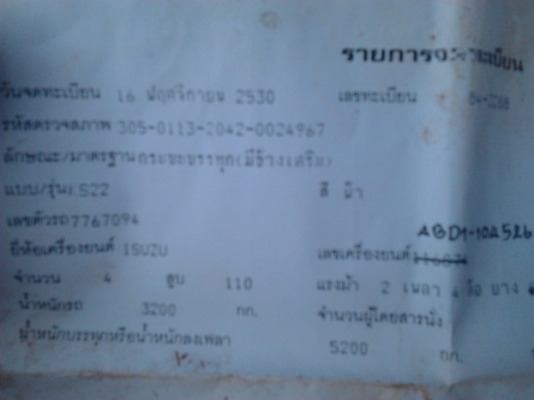 รายการจดทะเบียน
วันจดทะเบียน 16 พฤศจิกายน 2530 เลขทะเบียน
รหัสตรวจสภาพ 305-0113-2042-0024967
ลักษณะ/มาตรฐานกระบะบรรทุก(มีข้างเสริม)
แบบ/รุ่น:S22 สี ฟ้า
เลขตัวรถ7767094
ABD1-102526
ยี่ห้อเครื่องยนต์ ISUZU เลขเครื่องยนต์
จำนวน 4 สูบ 110 แรงม้า 2 เพลา 4 ล้อ ยาง
น้ำหนักรถ 3200 กก. จำนวนผู้โดยสารนั่ง
น้ำหนักบรรทุกหรือน้ำหนักลงเพลา 5200 กก.